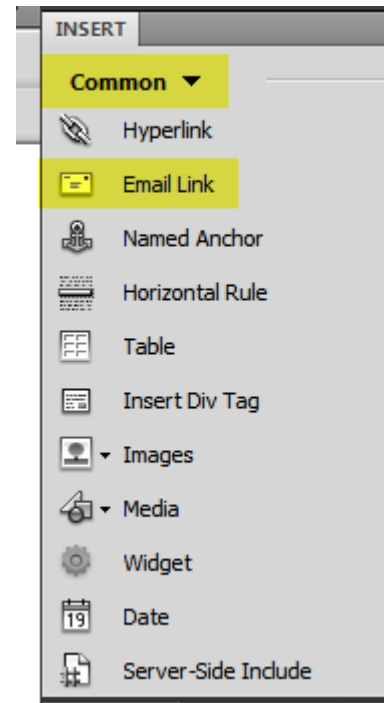 INSERT
Common
Hyperlink
Email Link
Named Anchor
Horizontal Rule
Table
Insert Div Tag
Images
Media
Widget
19 Date
Server-Side Include